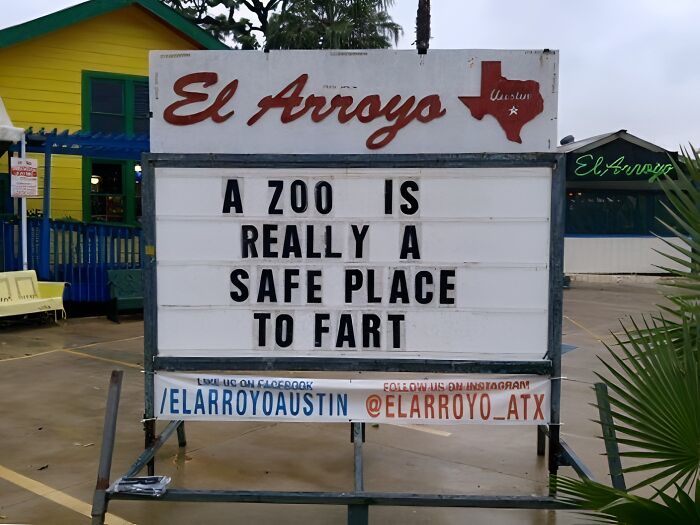 El Arroyo
Austin
El Arroyo
A ZOO IS
REALLY A
SAFE PLACE
TO FART
LIKE US ON FACEBOOK
/ELARROYOAUSTIN
FOLLOW US ON INSTAGRAM
@ELARROYO_ATX